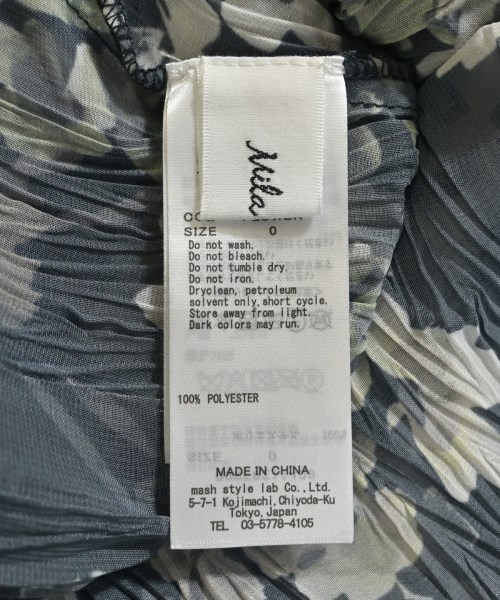 Mila
SIZE 0
Do not wash.
Do not bleach.
Do not tumble dry.
Do not iron.
Dryclean, petroleum
solvent only, short cycle.
Store away from light.
Dark colors may run.
100% POLYESTER
SIZE 0
MADE IN CHINA
mash style lab Co.,Ltd.
5-7-1 Kojimachi,Chiyoda-Ku
Tokyo,Japan
TEL 03-5778-4105